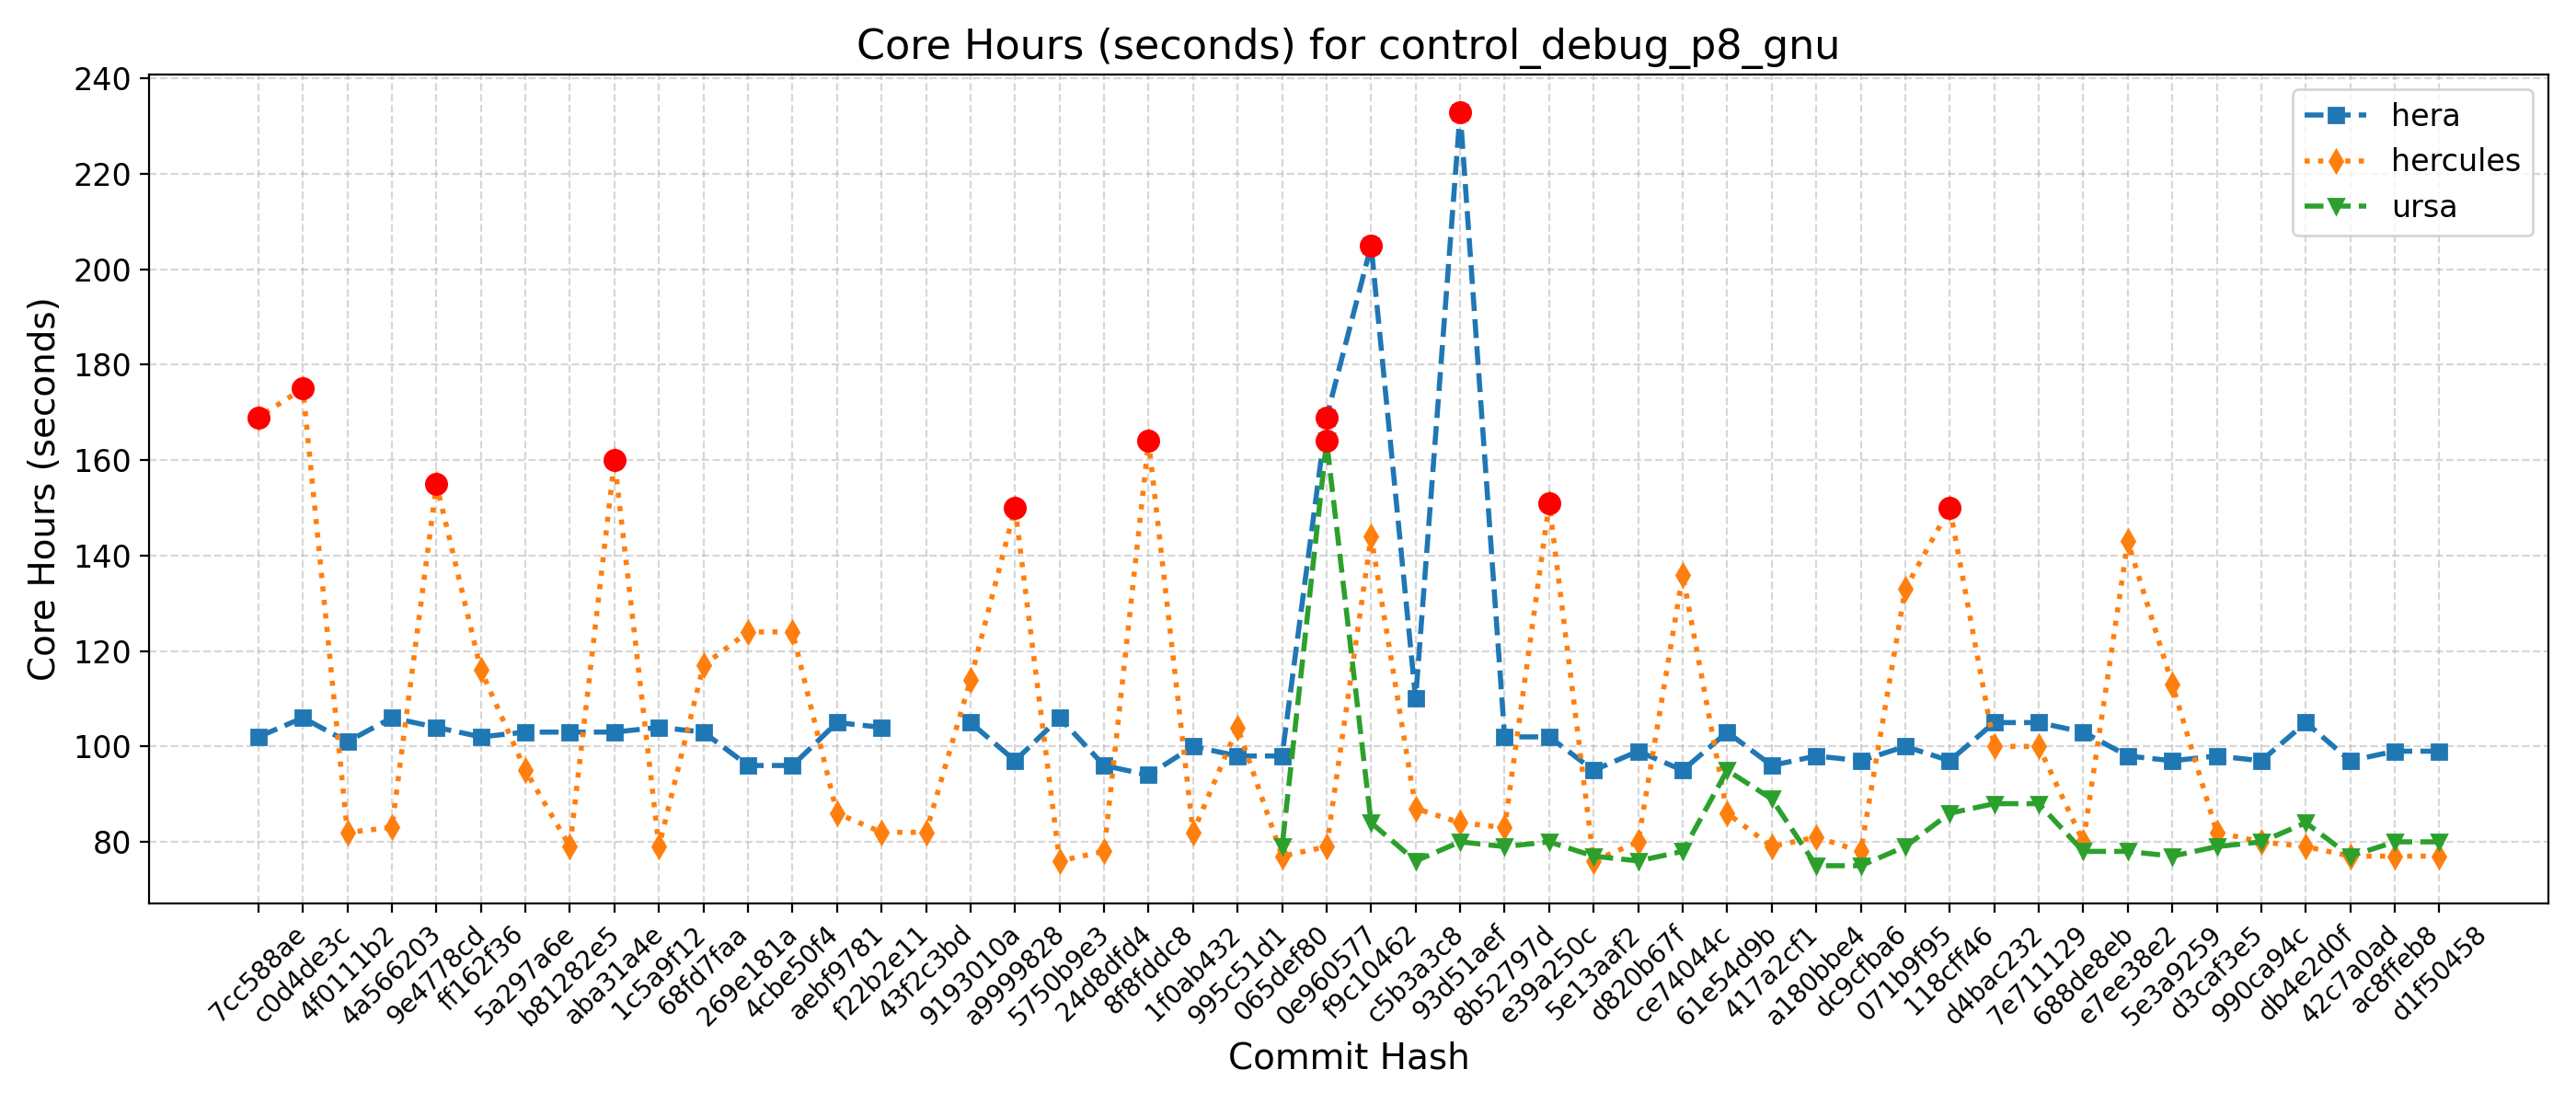 Core Hours (seconds) for control_debug_p8_gnu
240
220
200
180
160
140
120
100
80
Core Hours (seconds)
hera
hercules
ursa
7cc588ae
c0d4de3c
4f0111b2
4a566203
9e4778cd
ff162f36
5a297a6e
b81282e5
aba31a4e
1c5a9f12
68fd7faa
269e181a
4cbe50f4
aebf9781
f22b2e11
43f2c3bd
9193010a
a9999828
5750b9e3
24d8dfd4
8f8fddc8
1f0ab432
995c51d1
065def80
0e960577
f9c10462
c5b3a3c8
93d51aef
8b52797d
e39a250c
5e13aaf2
d820b67f
ce74044c
61e54d9b
417a2cf1
a180bbe4
dc9cfba6
071b9f95
118cff46
d4bac232
7e711129
688de8eb
e7ee38e2
5e3a9259
d3caf3e5
990ca94c
db4e2d0f
42c7a0ad
ac8ffeb8
d1f50458
Commit Hash